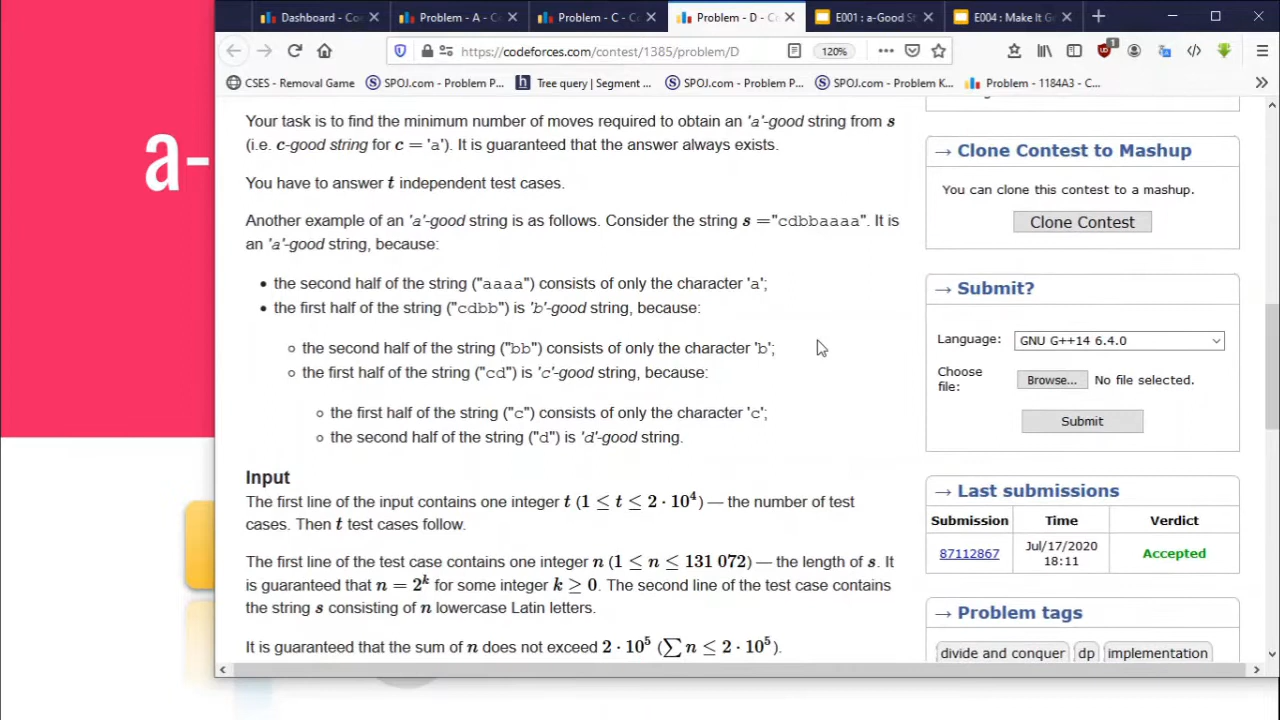 Dashboard - Co
Problem - A - C
Problem - C - Co
Problem - D - Co
E001 : a-Good St
E004 : Make It G
https://codeforces.com/contest/1385/problem/D
120%
1
CSES - Removal Game
SPOJ.com - Problem P...
Tree query | Segment ...
SPOJ.com - Problem P...
SPOJ.com - Problem K...
Problem - 1184A3 - C...
a-
Your task is to find the minimum number of moves required to obtain an 'a'-good string from s
(i.e. c-good string for c = 'a'). It is guaranteed that the answer always exists.
You have to answer t independent test cases.
Another example of an 'a'-good string is as follows. Consider the string s ="cdbbaaaa". It is
an 'a'-good string, because:
• the second half of the string ("aaaa") consists of only the character 'a';
• the first half of the string ("cdbb") is 'b'-good string, because:
○ the second half of the string ("bb") consists of only the character 'b';
○ the first half of the string ("cd") is 'c'-good string, because:
○ the first half of the string ("c") consists of only the character 'c';
○ the second half of the string ("d") is 'd'-good string.
Input
The first line of the input contains one integer t (1 ≤ t ≤ 2 · 10⁴) — the number of test
cases. Then t test cases follow.
The first line of the test case contains one integer n (1 ≤ n ≤ 131 072) — the length of s. It
is guaranteed that n = 2ᵏ for some integer k ≥ 0. The second line of the test case contains
the string s consisting of n lowercase Latin letters.
It is guaranteed that the sum of n does not exceed 2 · 10⁵ (∑ n ≤ 2 · 10⁵).
→ Clone Contest to Mashup
You can clone this contest to a mashup.
Clone Contest
→ Submit?
Language: GNU G++14 6.4.0
Choose
file: Browse... No file selected.
Submit
→ Last submissions
Submission Time Verdict
87112867 Jul/17/2020 18:11 Accepted
→ Problem tags
divide and conquer dp implementation